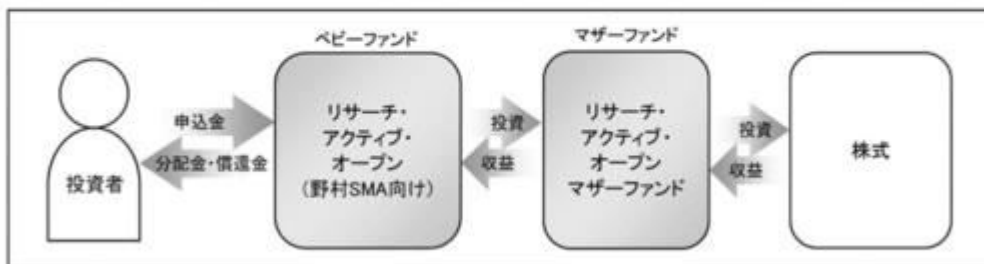 ベビーファンド
マザーファンド
申込金
分配金・償還金
投資者
リサーチ・
アクティブ・
オープン
(野村SMA向け)
投資
収益
リサーチ・
アクティブ・
オープン
マザーファンド
投資
収益
株式